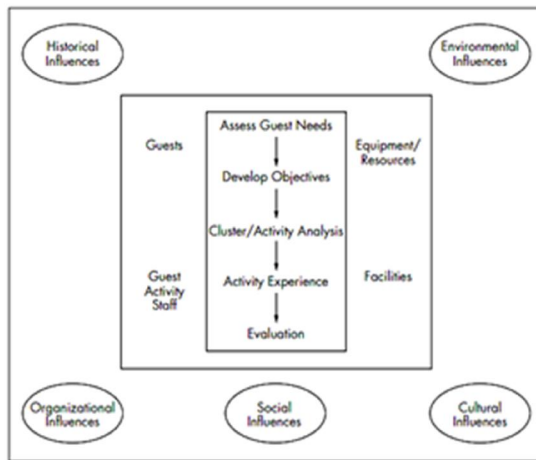 Historical
Influences
Environmental
Influences
Assess Guest Needs
Guests
Equipment/
Resources
Develop Objectives
Cluster/Activity Analysis
Guest
Activity
Staff
Activity Experience
Facilities
Evaluation
Organizational
Influences
Social
Influences
Cultural
Influences